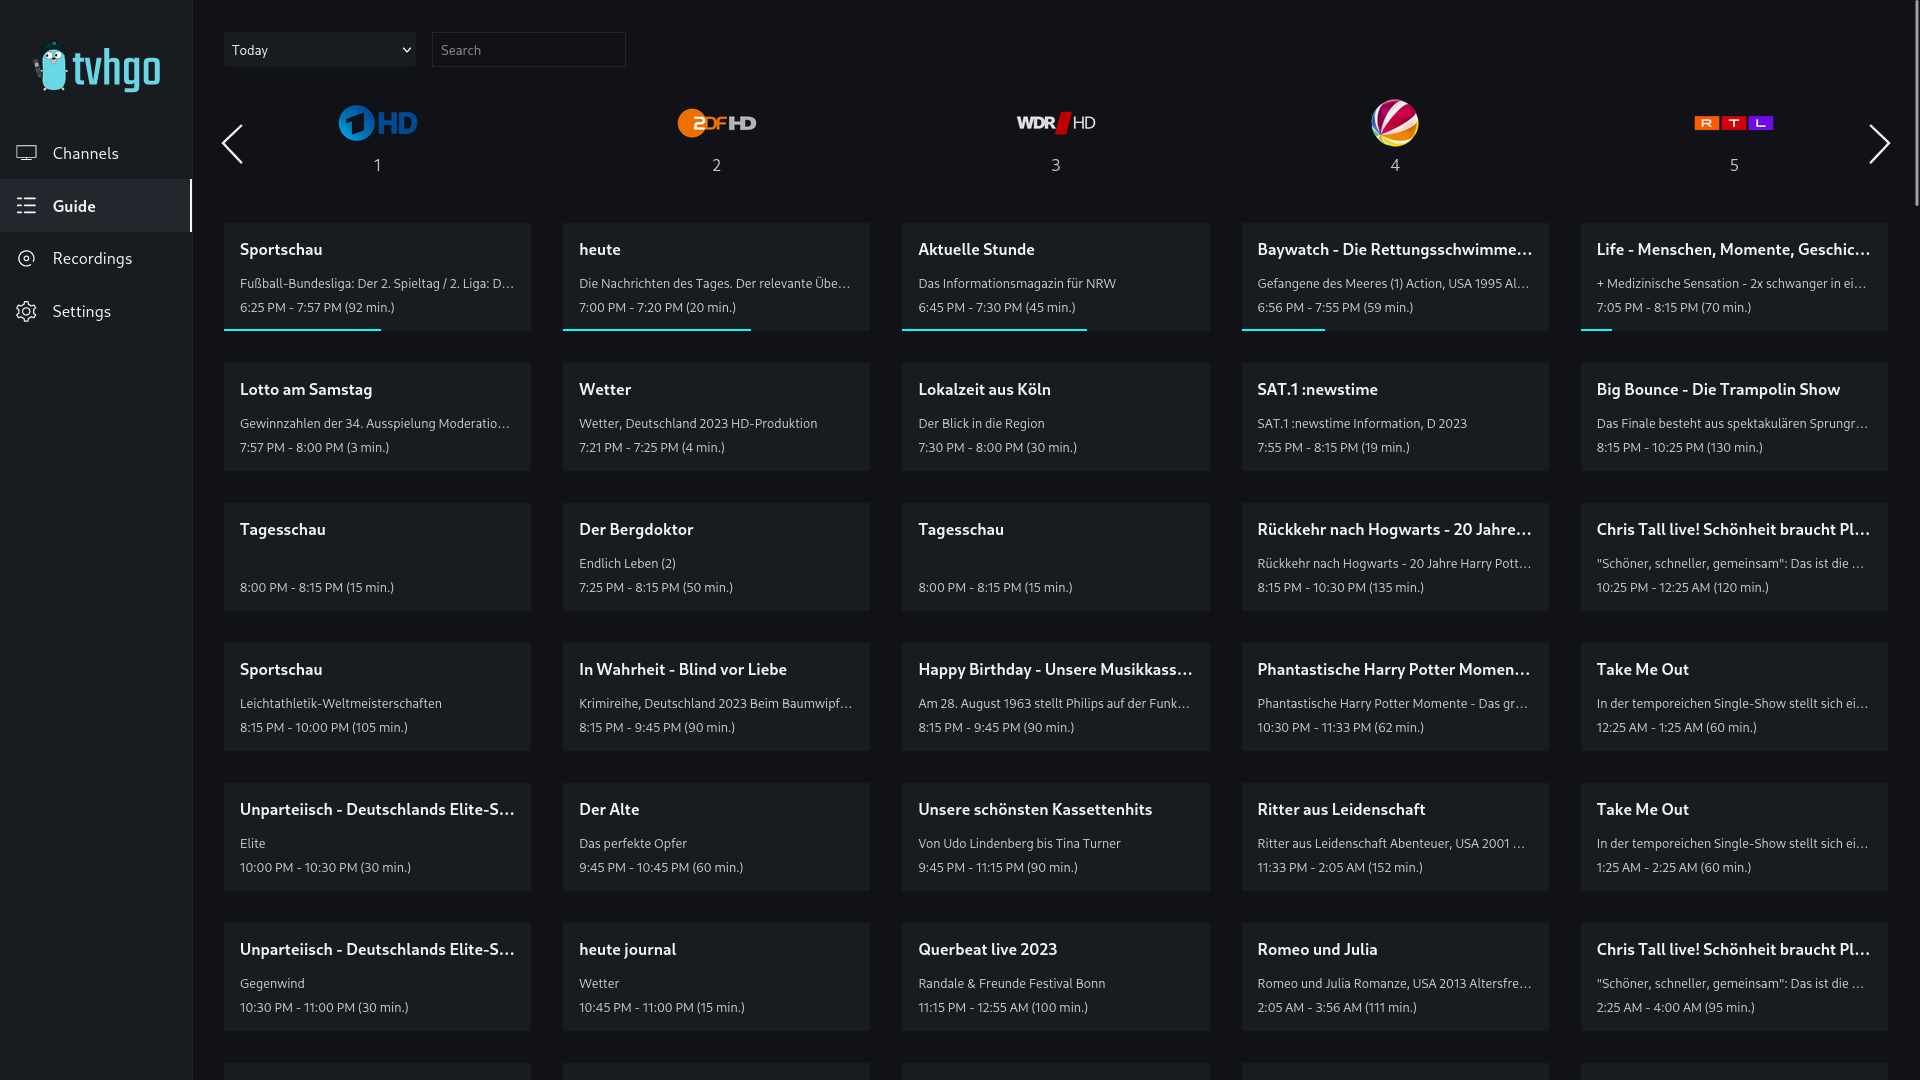 tvhgo
Channels
Guide
Recordings
Settings
Today
Search
1 HD
1
2DF HD
2
WDR HD
3
4
RTL
5
Sportschau
Fußball-Bundesliga: Der 2. Spieltag / 2. Liga: D...
6:25 PM - 7:57 PM (92 min.)
heute
Die Nachrichten des Tages. Der relevante Übe...
7:00 PM - 7:20 PM (20 min.)
Aktuelle Stunde
Das Informationsmagazin für NRW
6:45 PM - 7:30 PM (45 min.)
Baywatch - Die Rettungsschwimme...
Gefangene des Meeres (1) Action, USA 1995 Al...
6:56 PM - 7:55 PM (59 min.)
Life - Menschen, Momente, Geschic...
+ Medizinische Sensation - 2x schwanger in ei...
7:05 PM - 8:15 PM (70 min.)
Lotto am Samstag
Gewinnzahlen der 34. Ausspielung Moderatio...
7:57 PM - 8:00 PM (3 min.)
Wetter
Wetter, Deutschland 2023 HD-Produktion
7:21 PM - 7:25 PM (4 min.)
Lokalzeit aus Köln
Der Blick in die Region
7:30 PM - 8:00 PM (30 min.)
SAT.1 :newstime
SAT.1 :newstime Information, D 2023
7:55 PM - 8:15 PM (19 min.)
Big Bounce - Die Trampolin Show
Das Finale besteht aus spektakulären Sprungr...
8:15 PM - 10:25 PM (130 min.)
Tagesschau
8:00 PM - 8:15 PM (15 min.)
Der Bergdoktor
Endlich Leben (2)
7:25 PM - 8:15 PM (50 min.)
Tagesschau
8:00 PM - 8:15 PM (15 min.)
Rückkehr nach Hogwarts - 20 Jahre...
Rückkehr nach Hogwarts - 20 Jahre Harry Pott...
8:15 PM - 10:30 PM (135 min.)
Chris Tall live! Schönheit braucht Pl...
"Schöner, schneller, gemeinsam": Das ist die ...
10:25 PM - 12:25 AM (120 min.)
Sportschau
Leichtathletik-Weltmeisterschaften
8:15 PM - 10:00 PM (105 min.)
In Wahrheit - Blind vor Liebe
Krimireihe, Deutschland 2023 Beim Baumwipf...
8:15 PM - 9:45 PM (90 min.)
Happy Birthday - Unsere Musikkass...
Am 28. August 1963 stellt Philips auf der Funk...
8:15 PM - 9:45 PM (90 min.)
Phantastische Harry Potter Momen...
Phantastische Harry Potter Momente - Das gr...
10:30 PM - 11:33 PM (62 min.)
Take Me Out
In der temporeichen Single-Show stellt sich ei...
12:25 AM - 1:25 AM (60 min.)
Unparteiisch - Deutschlands Elite-S...
Elite
10:00 PM - 10:30 PM (30 min.)
Der Alte
Das perfekte Opfer
9:45 PM - 10:45 PM (60 min.)
Unsere schönsten Kassettenhits
Von Udo Lindenberg bis Tina Turner
9:45 PM - 11:15 PM (90 min.)
Ritter aus Leidenschaft
Ritter aus Leidenschaft Abenteuer, USA 2001 ...
11:33 PM - 2:05 AM (152 min.)
Take Me Out
In der temporeichen Single-Show stellt sich ei...
1:25 AM - 2:25 AM (60 min.)
Unparteiisch - Deutschlands Elite-S...
Gegenwind
10:30 PM - 11:00 PM (30 min.)
heute journal
Wetter
10:45 PM - 11:00 PM (15 min.)
Querbeat live 2023
Randale & Freunde Festival Bonn
11:15 PM - 12:55 AM (100 min.)
Romeo und Julia
Romeo und Julia Romanze, USA 2013 Altersfre...
2:05 AM - 3:56 AM (111 min.)
Chris Tall live! Schönheit braucht Pl...
"Schöner, schneller, gemeinsam": Das ist die ...
2:25 AM - 4:00 AM (95 min.)